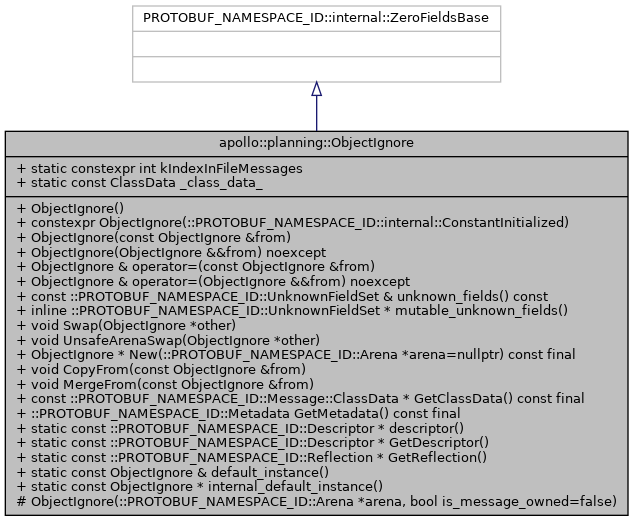 PROTOBUF_NAMESPACE_ID::internal::ZeroFieldsBase
apollo::planning::ObjectIgnore
+ static constexpr int kIndexInFileMessages
+ static const ClassData _class_data_
+ ObjectIgnore()
+ constexpr ObjectIgnore(::PROTOBUF_NAMESPACE_ID::internal::ConstantInitialized)
+ ObjectIgnore(const ObjectIgnore &from)
+ ObjectIgnore(ObjectIgnore &&from) noexcept
+ ObjectIgnore & operator=(const ObjectIgnore &from)
+ ObjectIgnore & operator=(ObjectIgnore &&from) noexcept
+ const ::PROTOBUF_NAMESPACE_ID::UnknownFieldSet & unknown_fields() const
+ inline ::PROTOBUF_NAMESPACE_ID::UnknownFieldSet * mutable_unknown_fields()
+ void Swap(ObjectIgnore *other)
+ void UnsafeArenaSwap(ObjectIgnore *other)
+ ObjectIgnore * New(::PROTOBUF_NAMESPACE_ID::Arena *arena=nullptr) const final
+ void CopyFrom(const ObjectIgnore &from)
+ void MergeFrom(const ObjectIgnore &from)
+ const ::PROTOBUF_NAMESPACE_ID::Message::ClassData * GetClassData() const final
+ ::PROTOBUF_NAMESPACE_ID::Metadata GetMetadata() const final
+ static const ::PROTOBUF_NAMESPACE_ID::Descriptor * descriptor()
+ static const ::PROTOBUF_NAMESPACE_ID::Descriptor * GetDescriptor()
+ static const ::PROTOBUF_NAMESPACE_ID::Reflection * GetReflection()
+ static const ObjectIgnore & default_instance()
+ static const ObjectIgnore * internal_default_instance()
# ObjectIgnore(::PROTOBUF_NAMESPACE_ID::Arena *arena, bool is_message_owned=false)